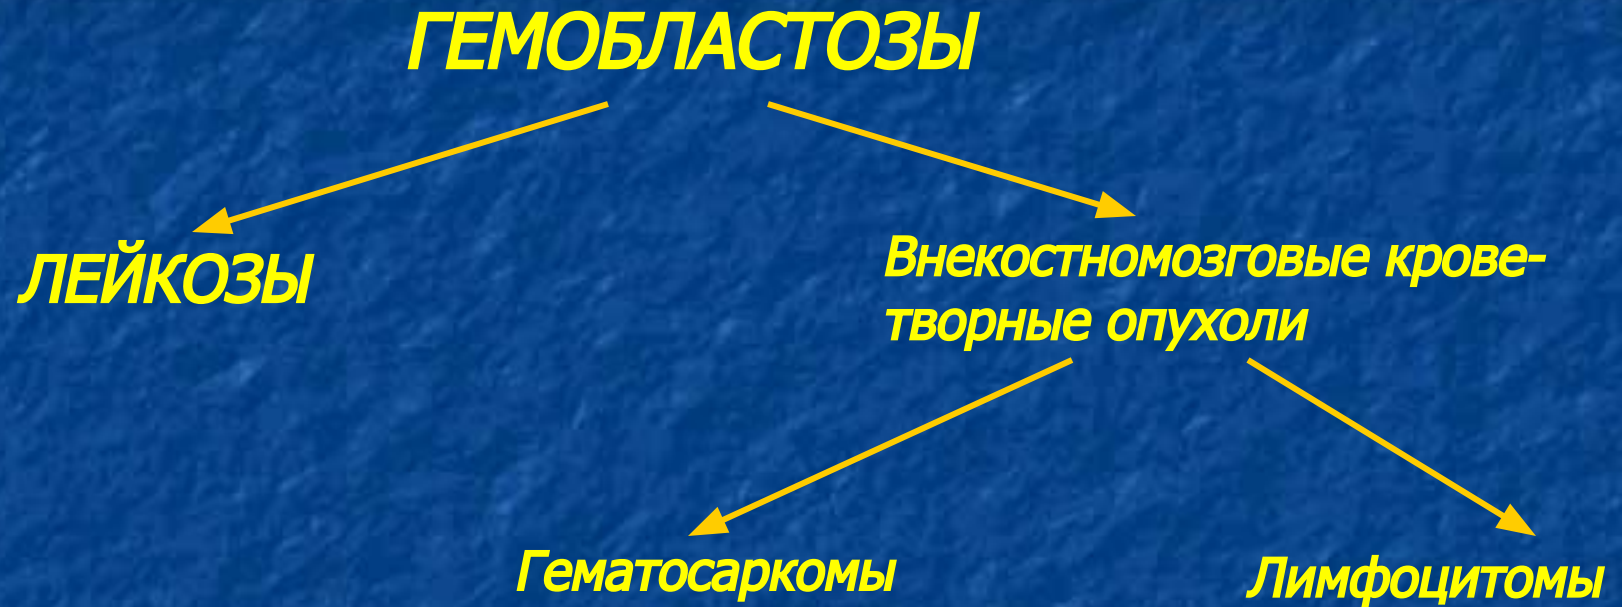 ГЕМОБЛАСТОЗЫ
ЛЕЙКОЗЫ
Внекостномозговые крове-
творные опухоли
Гематосаркомы
Лимфоцитомы